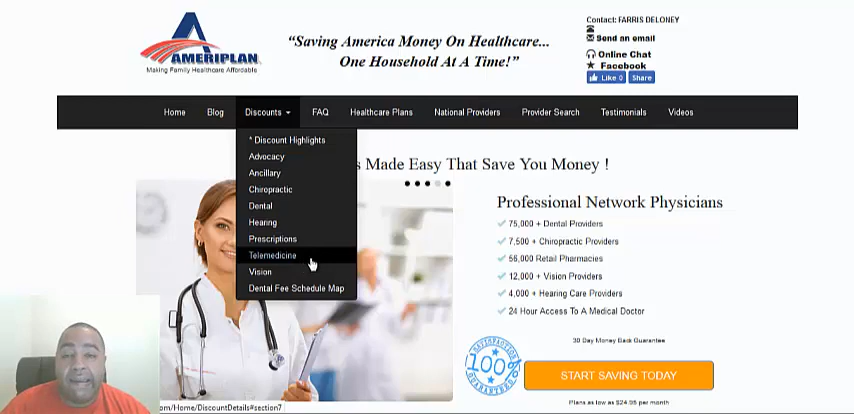 AMERIPLAN
Making Family Healthcare Affordable
“Saving America Money On Healthcare...
One Household At A Time!”
Contact: FARRIS DELONEY
Send an email
Online Chat
Facebook
Like 0 Share
Home Blog Discounts FAQ Healthcare Plans National Providers Provider Search Testimonials Videos
* Discount Highlights
Advocacy
Ancillary
Chiropractic
Dental
Hearing
Prescriptions
Telemedicine
Vision
Dental Fee Schedule Map
s Made Easy That Save You Money !
Professional Network Physicians
75,000 + Dental Providers
7,500 + Chiropractic Providers
56,000 Retail Pharmacies
12,000 + Vision Providers
4,000 + Hearing Care Providers
24 Hour Access To A Medical Doctor
30 Day Money Back Guarantee
SATISFACTION
100%
GUARANTEED
START SAVING TODAY
Plans as low as $24.95 per month
om/Home/DiscountDetails#section7